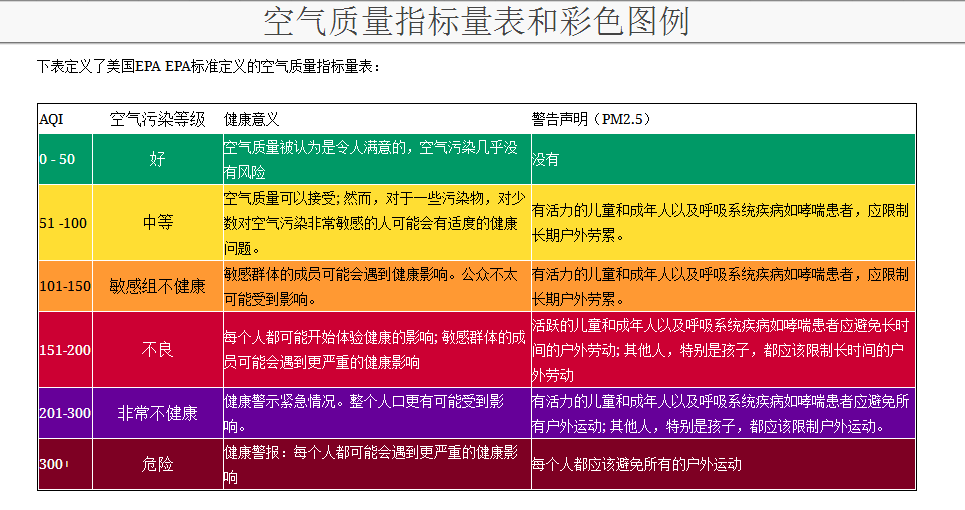 空气质量指标量表和彩色图例
下表定义了美国EPA EPA标准定义的空气质量指标量表：
AQI 空气污染等级 健康意义 警告声明（PM2.5）
0 - 50 好 空气质量被认为是令人满意的，空气污染几乎没
有风险
没有
51 -100 中等 空气质量可以接受; 然而，对于一些污染物，对少
数对空气污染非常敏感的人可能会有适度的健康
问题。
有活力的儿童和成年人以及呼吸系统疾病如哮喘患者，应限制
长期户外劳累。
101-150 敏感组不健康 敏感群体的成员可能会遇到健康影响。公众不太
可能受到影响。
有活力的儿童和成年人以及呼吸系统疾病如哮喘患者，应限制
长期户外劳累。
151-200 不良 每个人都可能开始体验健康的影响; 敏感群体的成
员可能会遇到更严重的健康影响
活跃的儿童和成年人以及呼吸系统疾病如哮喘患者应避免长时
间的户外劳动; 其他人，特别是孩子，都应该限制长时间的户
外劳动
201-300 非常不健康 健康警示紧急情况。整个人口更有可能受到影
响。
有活力的儿童和成年人以及呼吸系统疾病如哮喘患者应避免所
有户外运动; 其他人，特别是孩子，都应该限制户外运动。
300 危险 健康警报：每个人都可能会遇到更严重的健康影
响
每个人都应该避免所有的户外运动